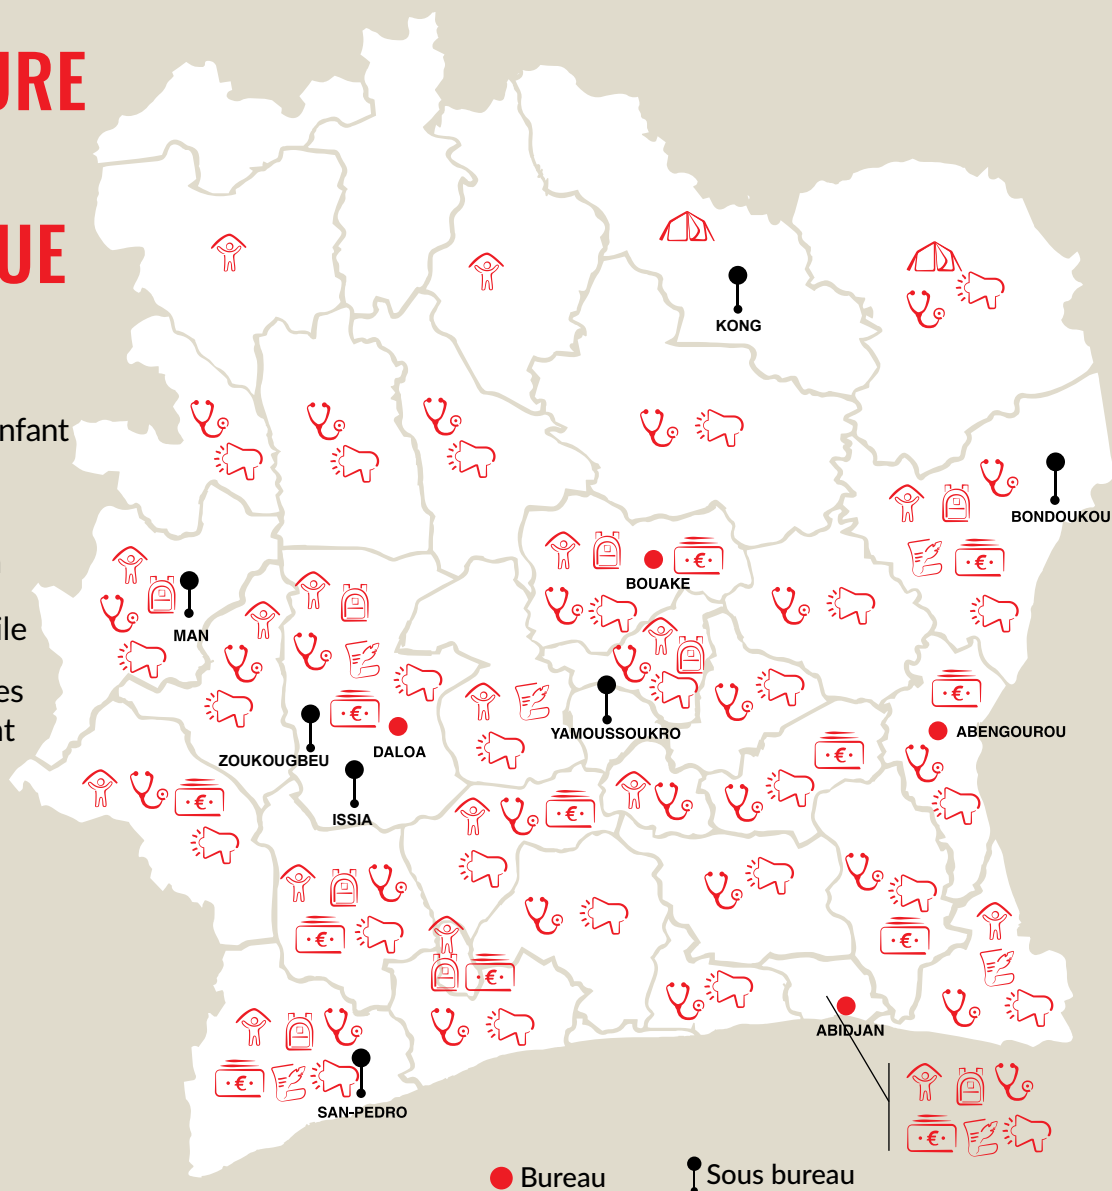 URE
UE
nfant
ile
es
nt
KONG
BONDOUKOU
BOUAKE
MAN
YAMOUSSOUKRO
ABENGOUROU
ZOUKOUGBEU
DALOA
ISSIA
ABIDJAN
SAN-PEDRO
Bureau
Sous bureau